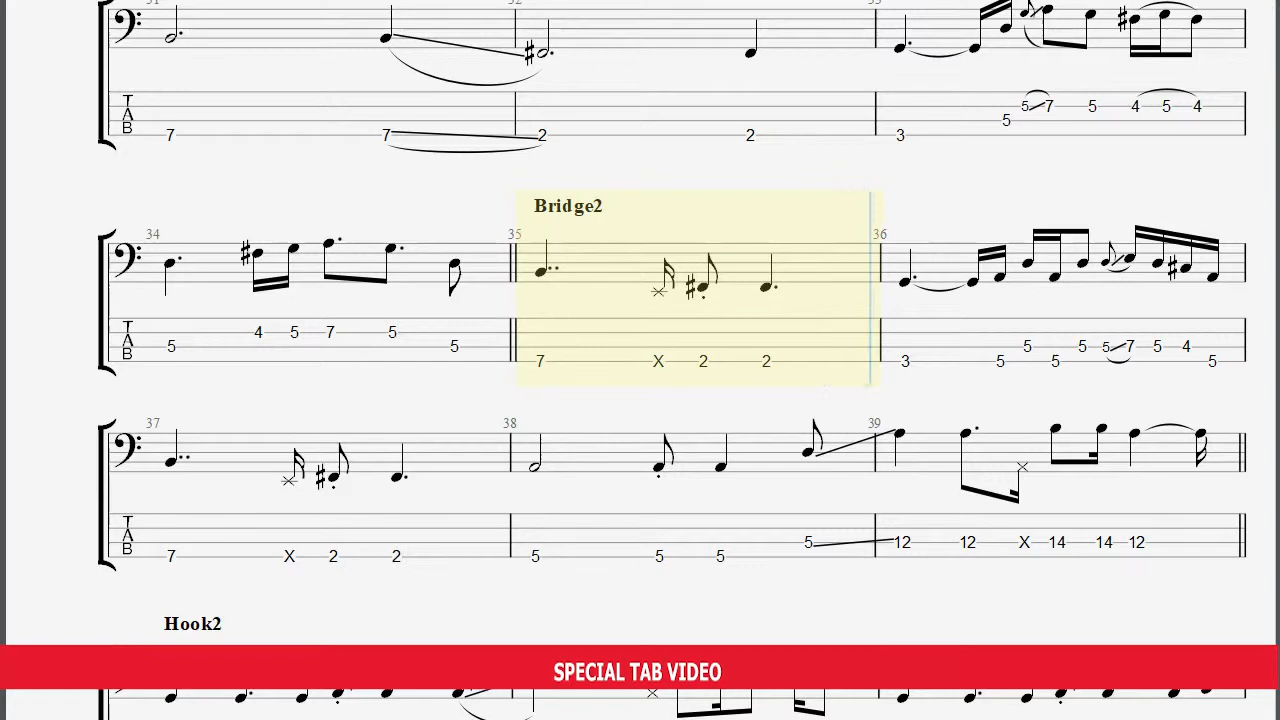 31 32 33
7 7 2 2 3 5 5 7 5 4 5 4
T
A
B
Bridge2
34 35 36
5 4 5 7 5 5 7 X 2 2 3 5 5 5 5 5 7 5 4 5
T
A
B
37 38 39
7 X 2 2 5 5 5 5 12 12 X 14 14 12
T
A
B
Hook2
SPECIAL TAB VIDEO